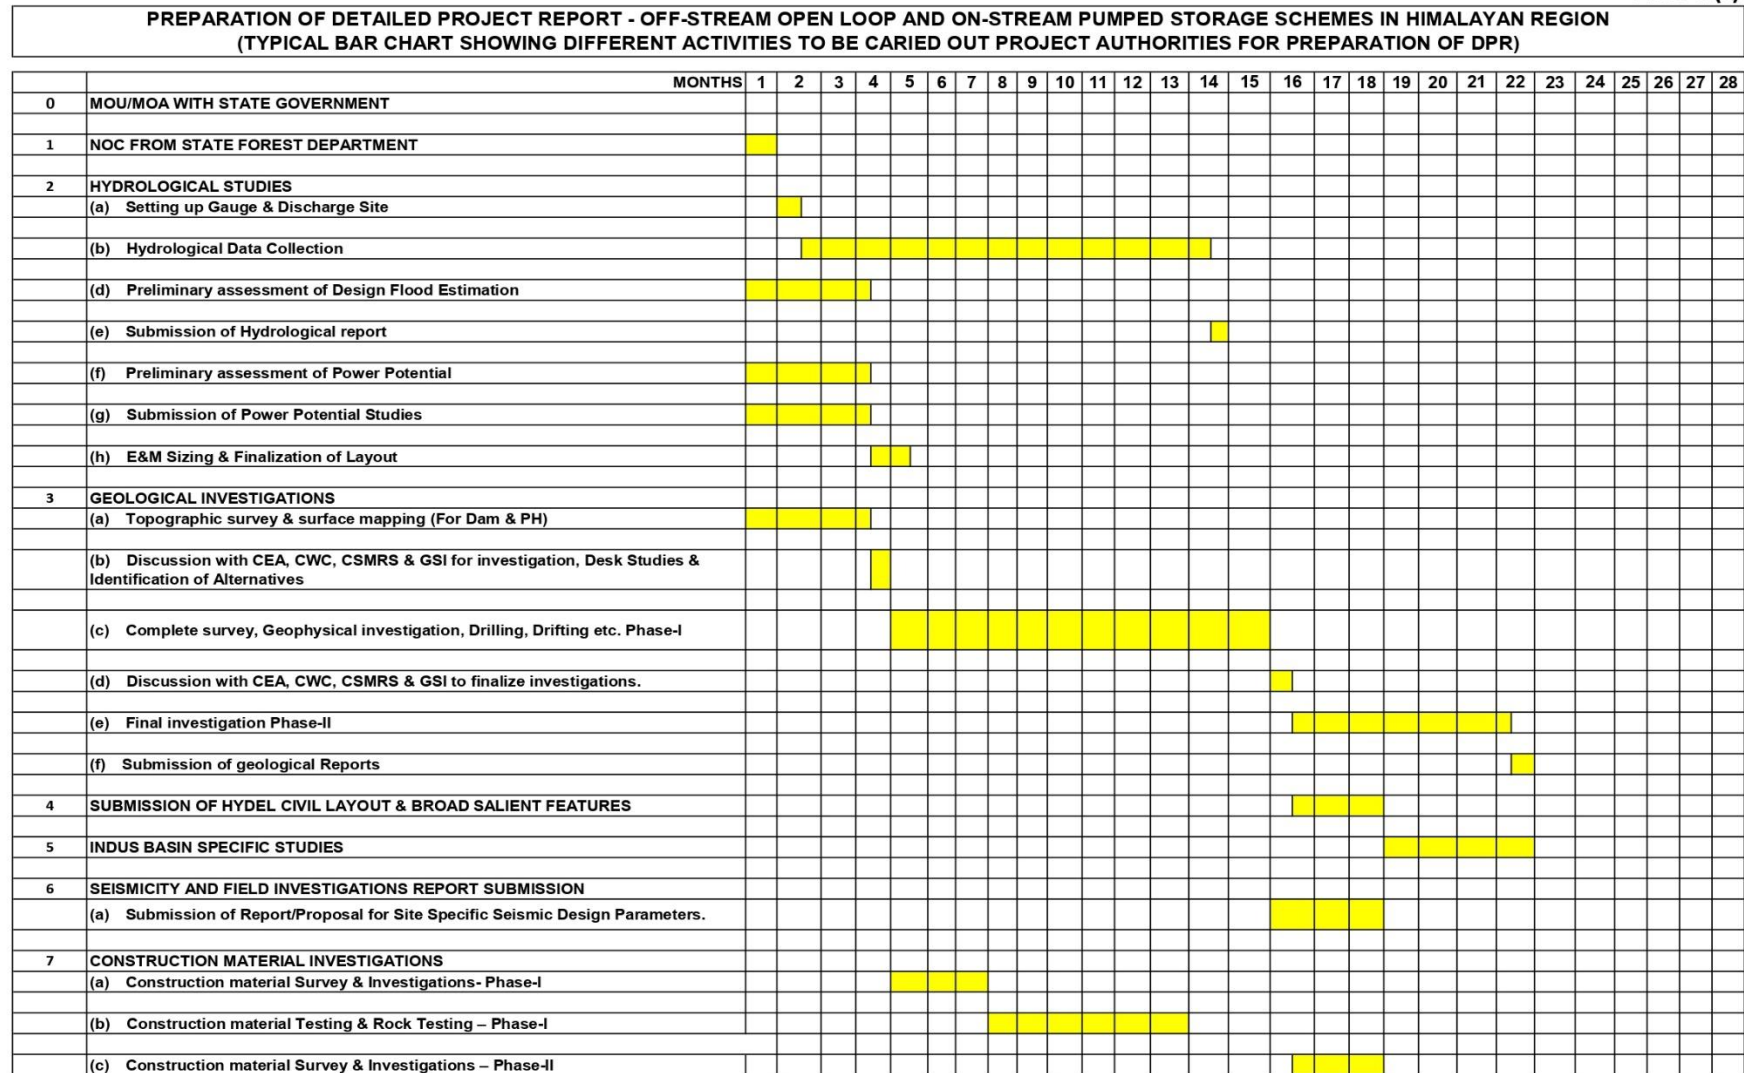 PREPARATION OF DETAILED PROJECT REPORT - OFF-STREAM OPEN LOOP AND ON-STREAM PUMPED STORAGE SCHEMES IN HIMALAYAN REGION
(TYPICAL BAR CHART SHOWING DIFFERENT ACTIVITIES TO BE CARIED OUT PROJECT AUTHORITIES FOR PREPARATION OF DPR)
MONTHS 1 2 3 4 5 6 7 8 9 10 11 12 13 14 15 16 17 18 19 20 21 22 23 24 25 26 27 28
0 MOU/MOA WITH STATE GOVERNMENT
1 NOC FROM STATE FOREST DEPARTMENT
2 HYDROLOGICAL STUDIES
(a) Setting up Gauge & Discharge Site
(b) Hydrological Data Collection
(d) Preliminary assessment of Design Flood Estimation
(e) Submission of Hydrological report
(f) Preliminary assessment of Power Potential
(g) Submission of Power Potential Studies
(h) E&M Sizing & Finalization of Layout
3 GEOLOGICAL INVESTIGATIONS
(a) Topographic survey & surface mapping (For Dam & PH)
(b) Discussion with CEA, CWC, CSMRS & GSI for investigation, Desk Studies &
Identification of Alternatives
(c) Complete survey, Geophysical investigation, Drilling, Drifting etc. Phase-I
(d) Discussion with CEA, CWC, CSMRS & GSI to finalize investigations.
(e) Final investigation Phase-II
(f) Submission of geological Reports
4 SUBMISSION OF HYDEL CIVIL LAYOUT & BROAD SALIENT FEATURES
5 INDUS BASIN SPECIFIC STUDIES
6 SEISMICITY AND FIELD INVESTIGATIONS REPORT SUBMISSION
(a) Submission of Report/Proposal for Site Specific Seismic Design Parameters.
7 CONSTRUCTION MATERIAL INVESTIGATIONS
(a) Construction material Survey & Investigations- Phase-I
(b) Construction material Testing & Rock Testing – Phase-I
(c) Construction material Survey & Investigations – Phase-II